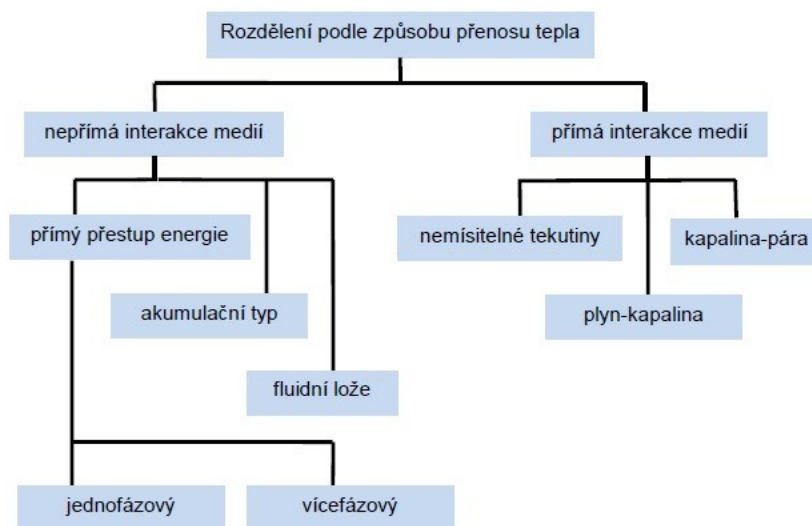 Rozdělení podle způsobu přenosu tepla
nepřímá interakce medií
přímá interakce medií
přímý přestup energie
nemísitelné tekutiny
kapalina-pára
akumulační typ
plyn-kapalina
fluidní lože
jednofázový
vícefázový